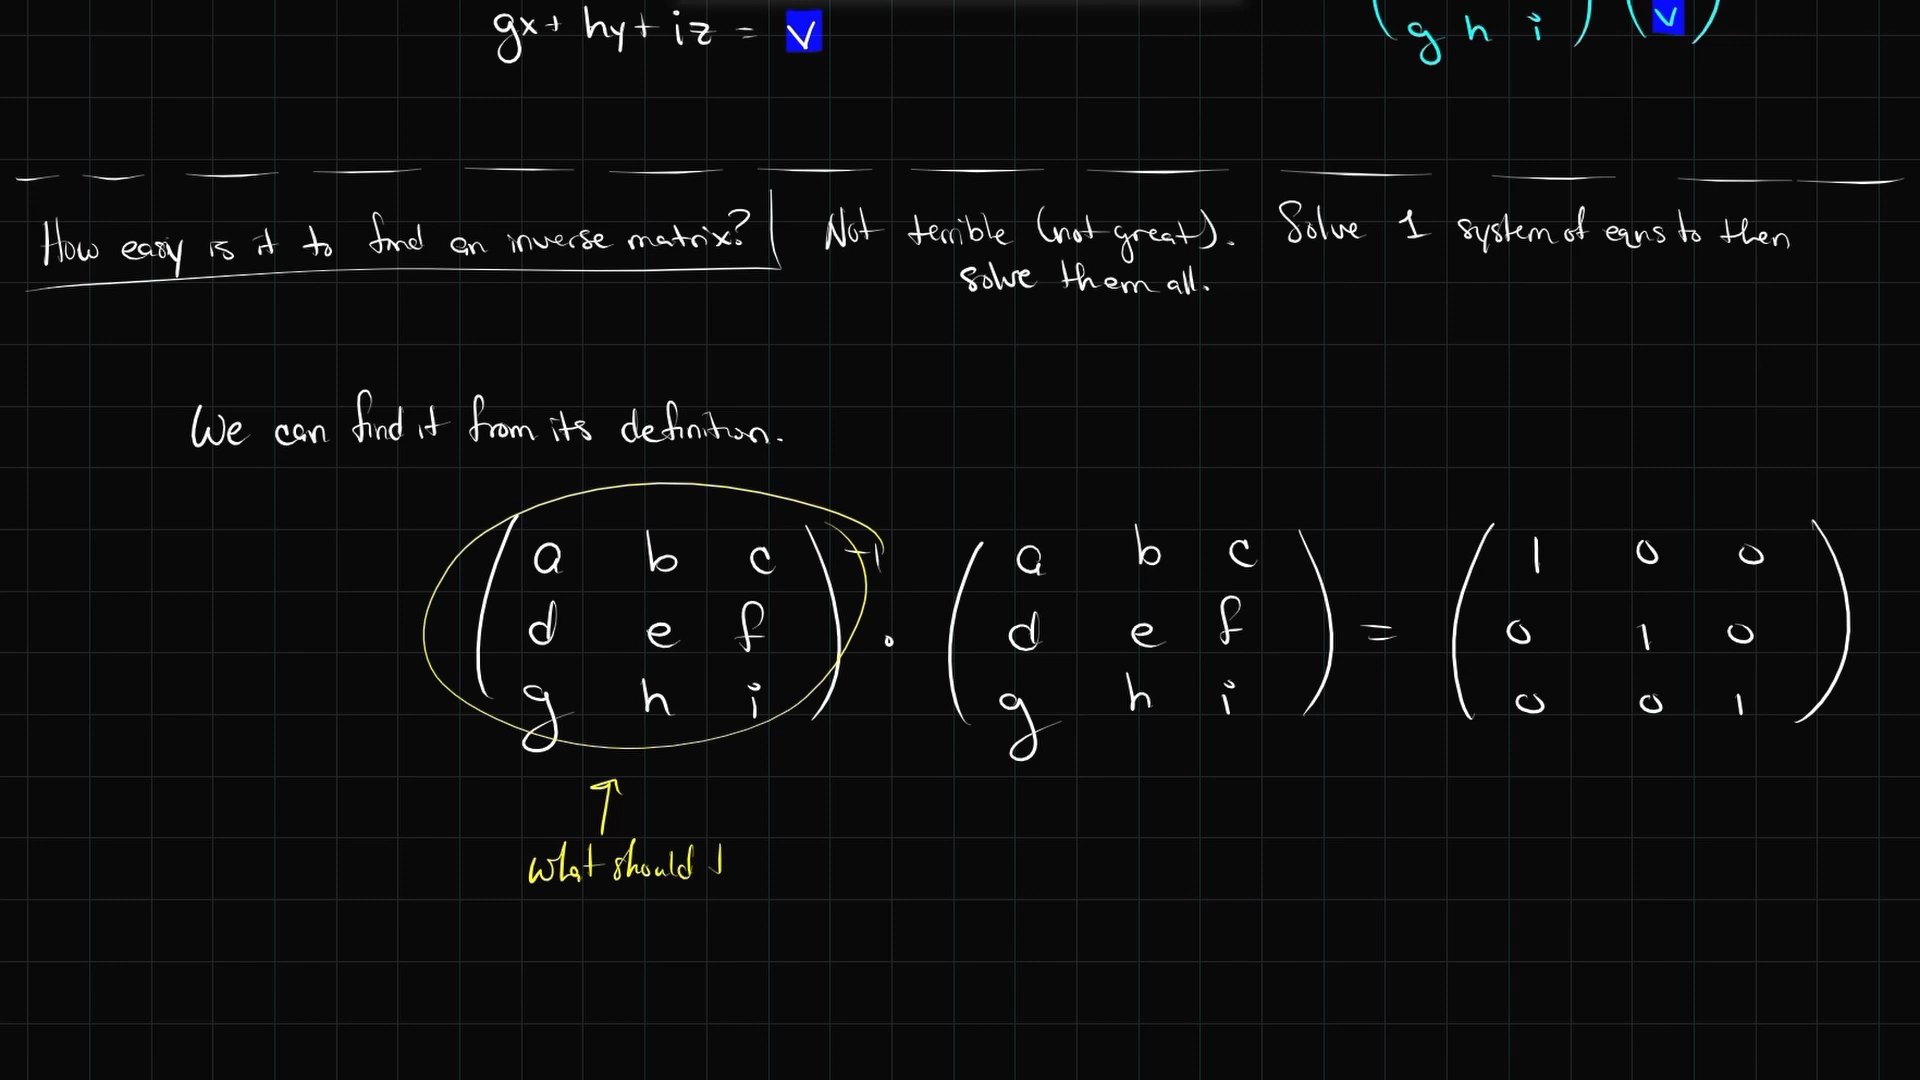 gx + hy + iz = v
( g h i ) ( v )
How easy is it to find an inverse matrix? Not terrible (not great). Solve 1 system of eqns to then
solve them all.
We can find it from its definition.
( a b c )-1 ( a b c ) ( 1 0 0 )
( d e f ) · ( d e f ) = ( 0 1 0 )
( g h i ) ( g h i ) ( 0 0 1 )
What should